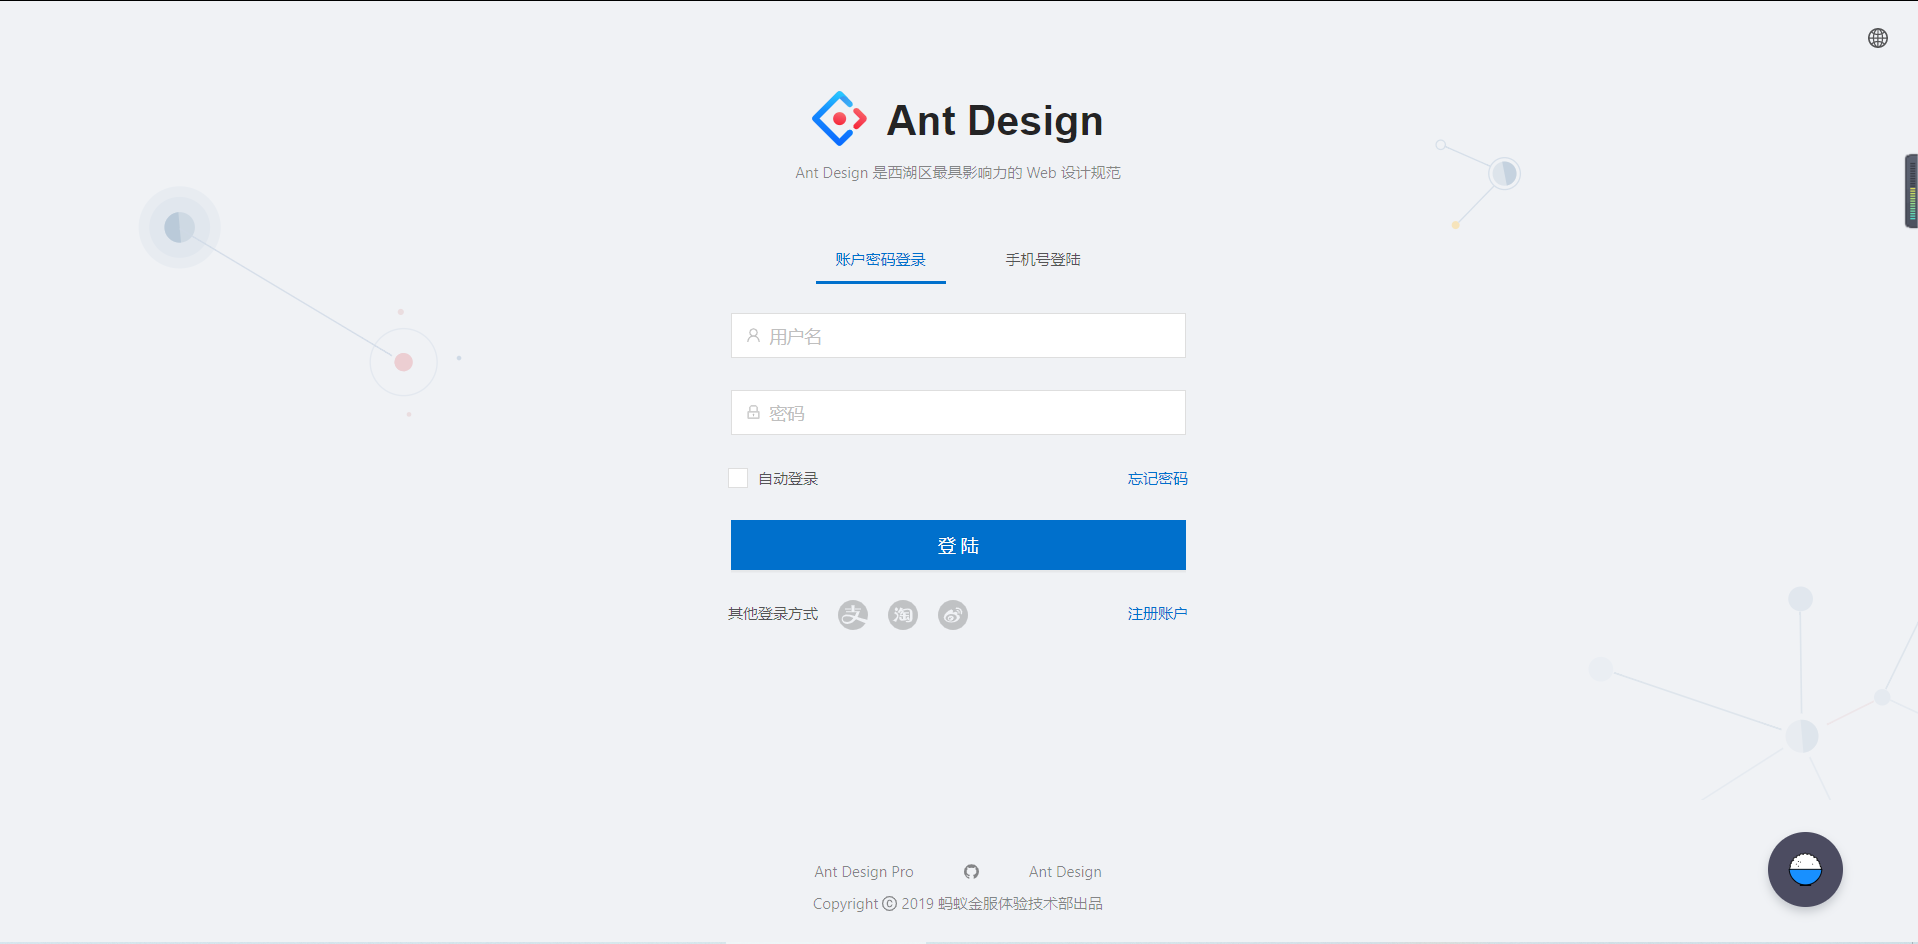 Ant Design
Ant Design 是西湖区最具影响力的 Web 设计规范
账户密码登录 手机号登陆
用户名
密码
自动登录 忘记密码
登 陆
其他登录方式 支 淘 注册账户
Ant Design Pro Ant Design
Copyright © 2019 蚂蚁金服体验技术部出品